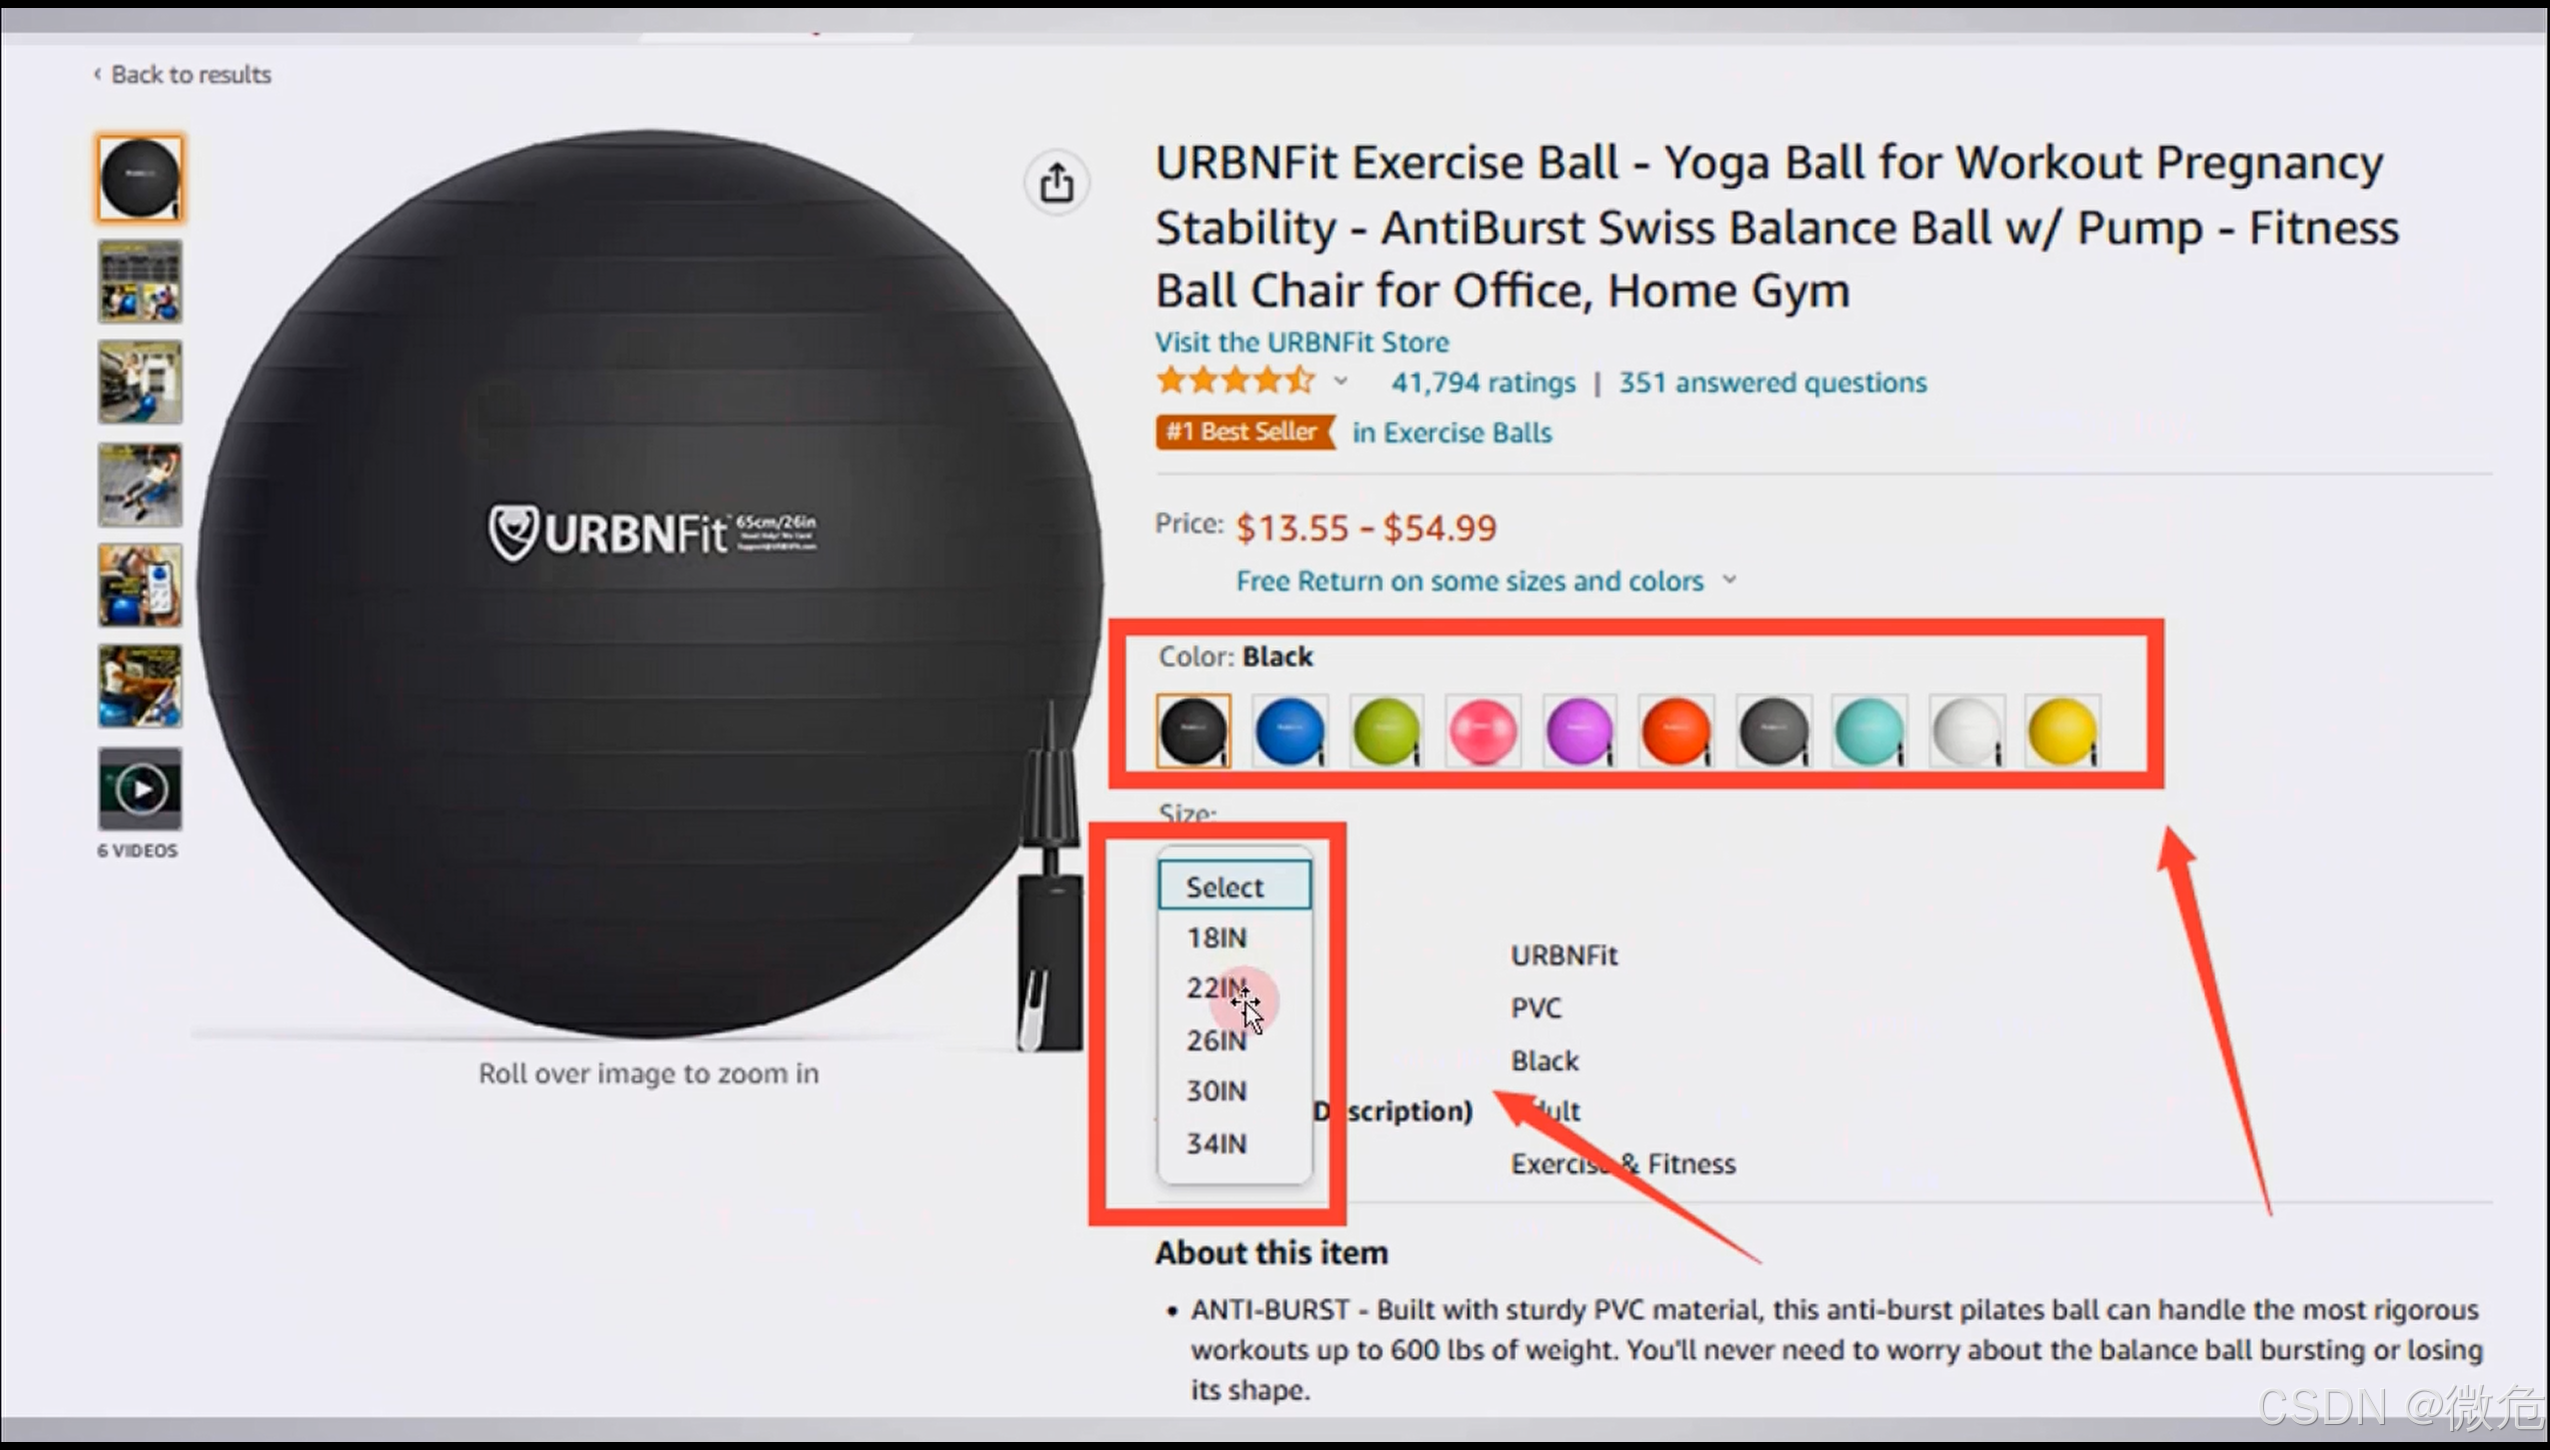 ‹ Back to results
URBNFit Exercise Ball - Yoga Ball for Workout Pregnancy
Stability - AntiBurst Swiss Balance Ball w/ Pump - Fitness
Ball Chair for Office, Home Gym
Visit the URBNFit Store
41,794 ratings | 351 answered questions
#1 Best Seller in Exercise Balls
URBNFit 65cm/26in
Price: $13.55 - $54.99
Free Return on some sizes and colors
Color: Black
6 VIDEOS
Size:
Select
18IN
22IN
26IN
30IN
34IN
URBNFit
PVC
Black
Description)
Exercise & Fitness
Roll over image to zoom in
About this item
• ANTI-BURST - Built with sturdy PVC material, this anti-burst pilates ball can handle the most rigorous
workouts up to 600 lbs of weight. You'll never need to worry about the balance ball bursting or losing
its shape.
CSDN @微危